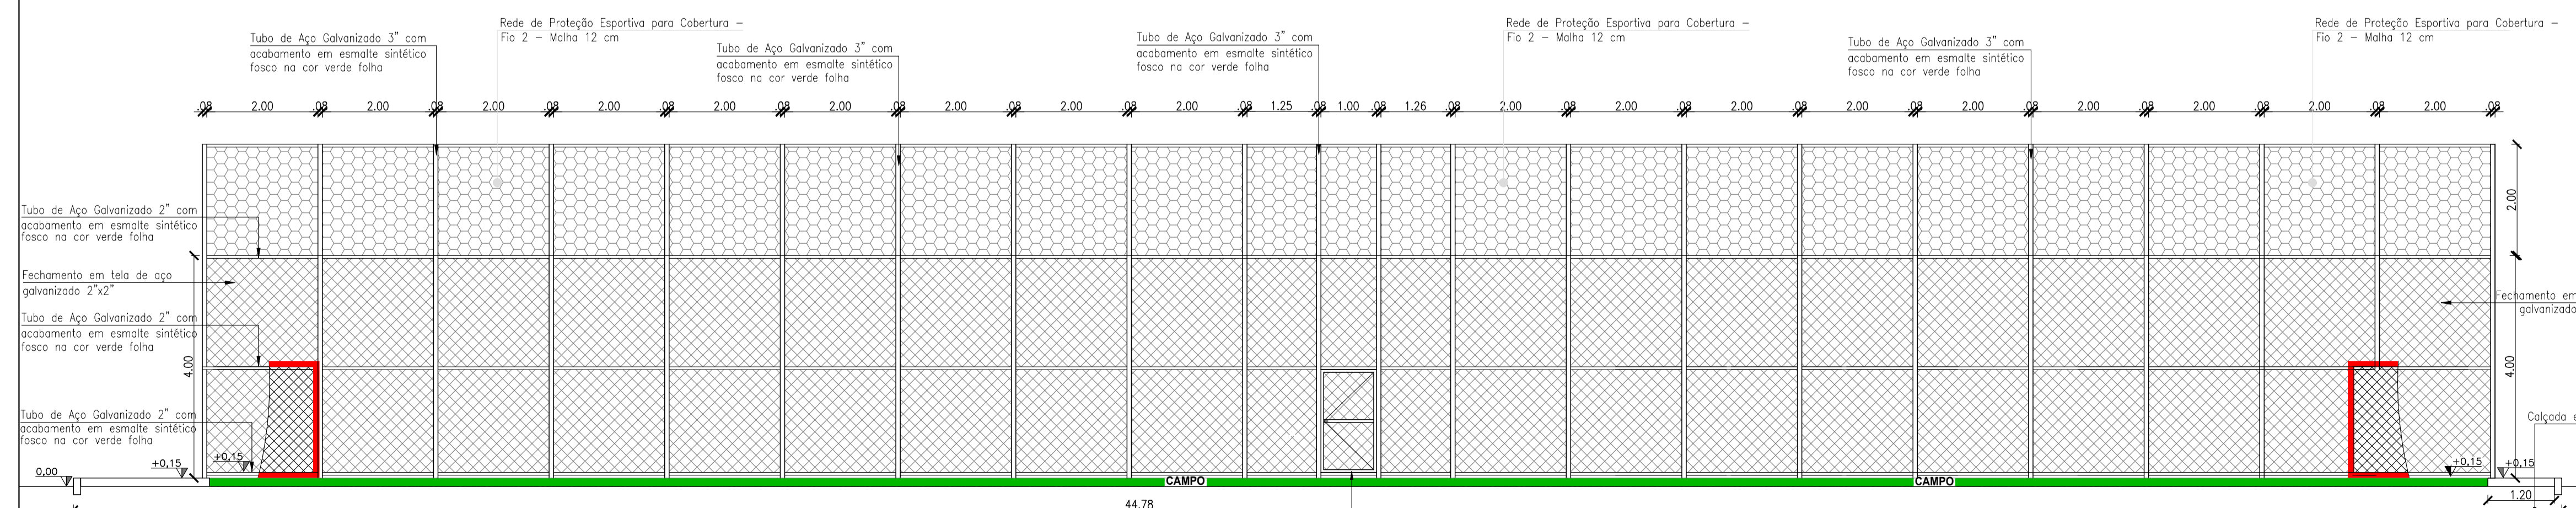 Rede de Proteção Esportiva para Cobertura –
Fio 2 – Malha 12 cm
Tubo de Aço Galvanizado 3" com
acabamento em esmalte sintético
fosco na cor verde folha
Tubo de Aço Galvanizado 3" com
acabamento em esmalte sintético
fosco na cor verde folha
Tubo de Aço Galvanizado 3" com
acabamento em esmalte sintético
fosco na cor verde folha
Rede de Proteção Esportiva para Cobertura –
Fio 2 – Malha 12 cm
Tubo de Aço Galvanizado 3" com
acabamento em esmalte sintético
fosco na cor verde folha
Rede de Proteção Esportiva para Cobertura –
Fio 2 – Malha 12 cm
.08 2.00 .08 2.00 .08 2.00 .08 2.00 .08 2.00 .08 2.00 .08 2.00 .08 2.00 .08 2.00 .08 1.25 .08 1.00 .08 1.26 .08 2.00 .08 2.00 .08 2.00 .08 2.00 .08 2.00 .08 2.00 .08 2.00 .08 2.00 .08 2.00 .08
2.00
Tubo de Aço Galvanizado 2" com
acabamento em esmalte sintético
fosco na cor verde folha
Fechamento em tela de aço
galvanizado 2"x2"
Tubo de Aço Galvanizado 2" com
acabamento em esmalte sintético
fosco na cor verde folha
4.00
Tubo de Aço Galvanizado 2" com
acabamento em esmalte sintético
fosco na cor verde folha
Fechamento em
galvanizado
4.00
Calçada e
0,00
+0,15
+0,15
+0,15
+0,15
CAMPO
CAMPO
1.20
44.78